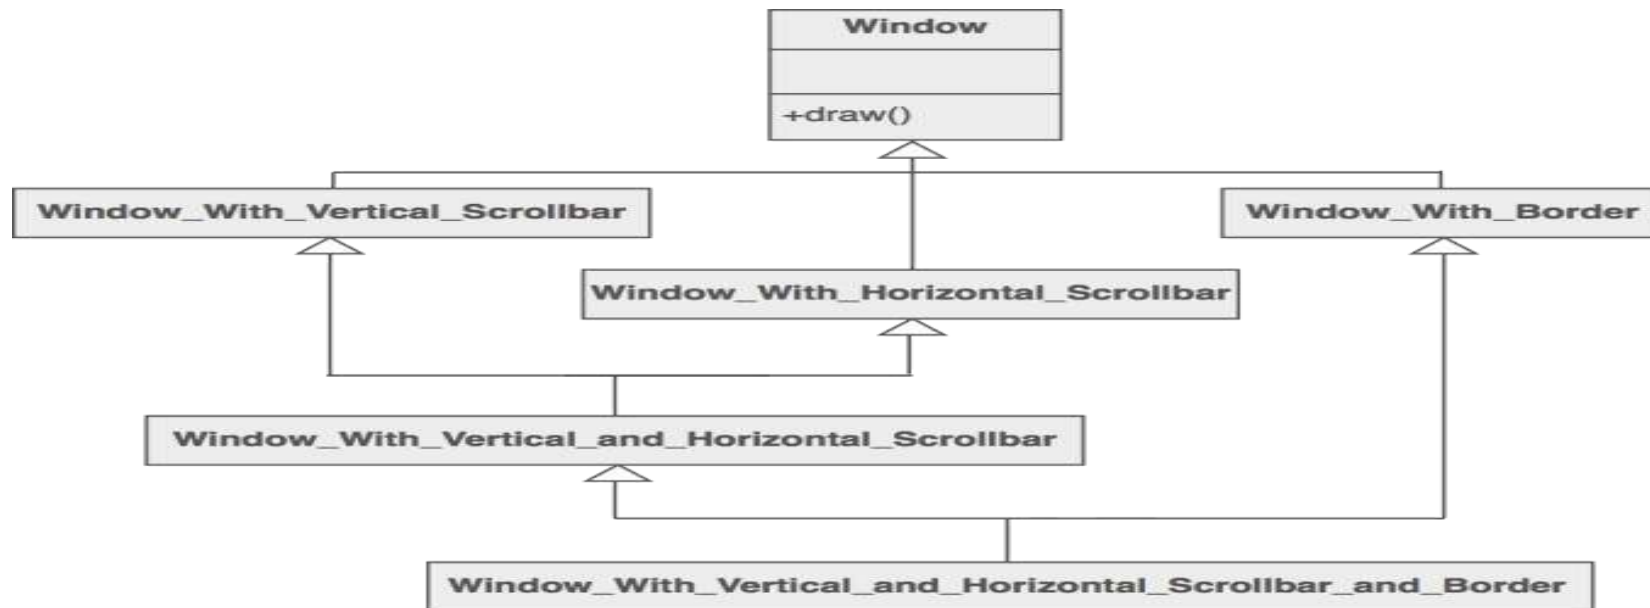 Window
+draw()
Window_With_Vertical_Scrollbar
Window_With_Border
Window_With_Horizontal_Scrollbar
Window_With_Vertical_and_Horizontal_Scrollbar
Window_With_Vertical_and_Horizontal_Scrollbar_and_Border